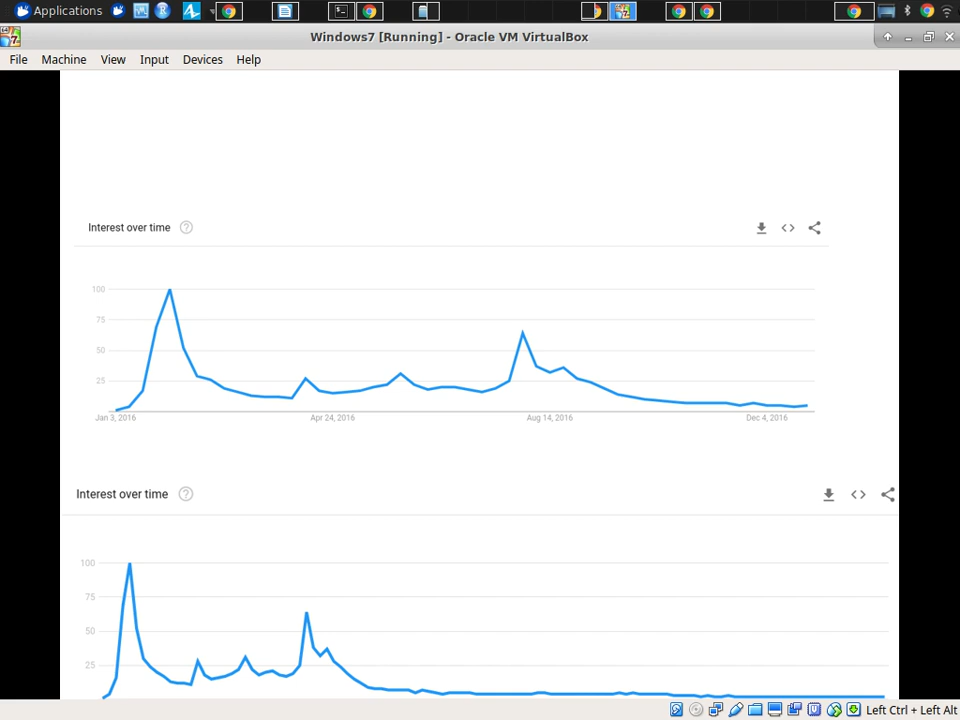 Applications
Windows7 [Running] - Oracle VM VirtualBox
File Machine View Input Devices Help
Interest over time ?
100
75
50
25
Jan 3, 2016 Apr 24, 2016 Aug 14, 2016 Dec 4, 2016
Interest over time ?
100
75
50
25
Left Ctrl + Left Alt